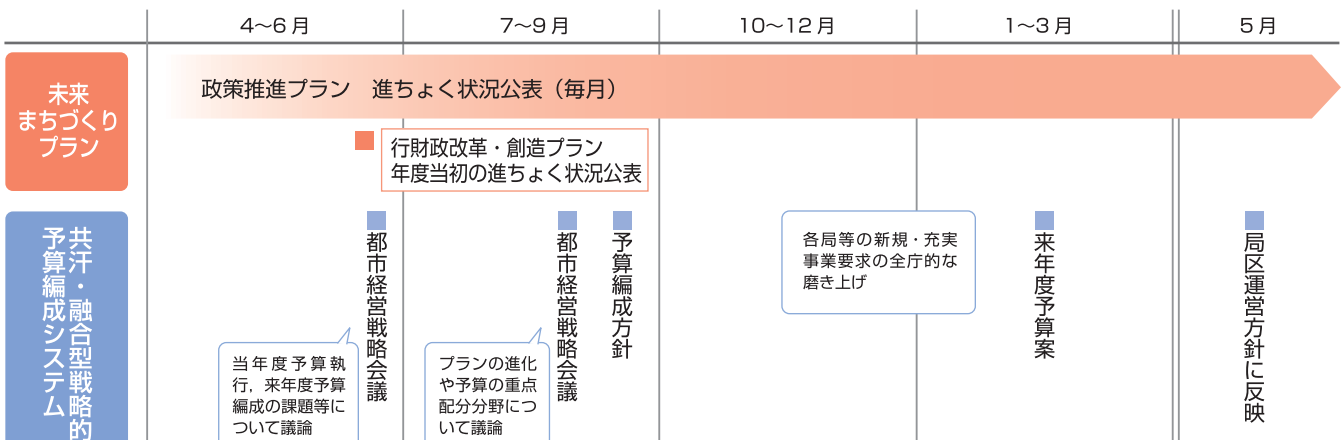 4～6月
7～9月
10～12月
1～3月
5月
未来
まちづくり
プラン
政策推進プラン　進ちょく状況公表（毎月）
行財政改革・創造プラン
年度当初の進ちょく状況公表
共汗・融合型戦略的
予算編成システム
都市経営戦略会議
当年度予算執
行，来年度予算
編成の課題等に
ついて議論
都市経営戦略会議
プランの進化
や予算の重点
配分分野につ
いて議論
予算編成方針
各局等の新規・充実
事業要求の全庁的な
磨き上げ
来年度予算案
局区運営方針に反映